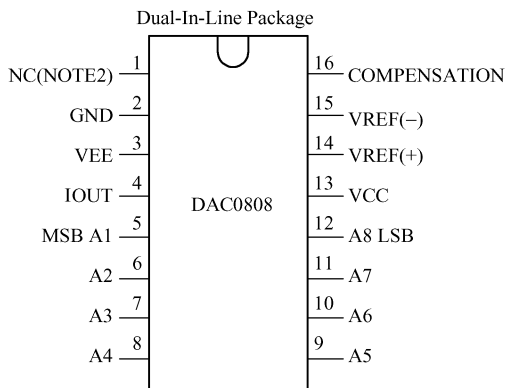 Dual-In-Line Package
NC(NOTE2) 1 16 COMPENSATION
GND 2 15 VREF(−)
VEE 3 14 VREF(+)
IOUT 4 13 VCC
DAC0808
MSB A1 5 12 A8 LSB
A2 6 11 A7
A3 7 10 A6
A4 8 9 A5